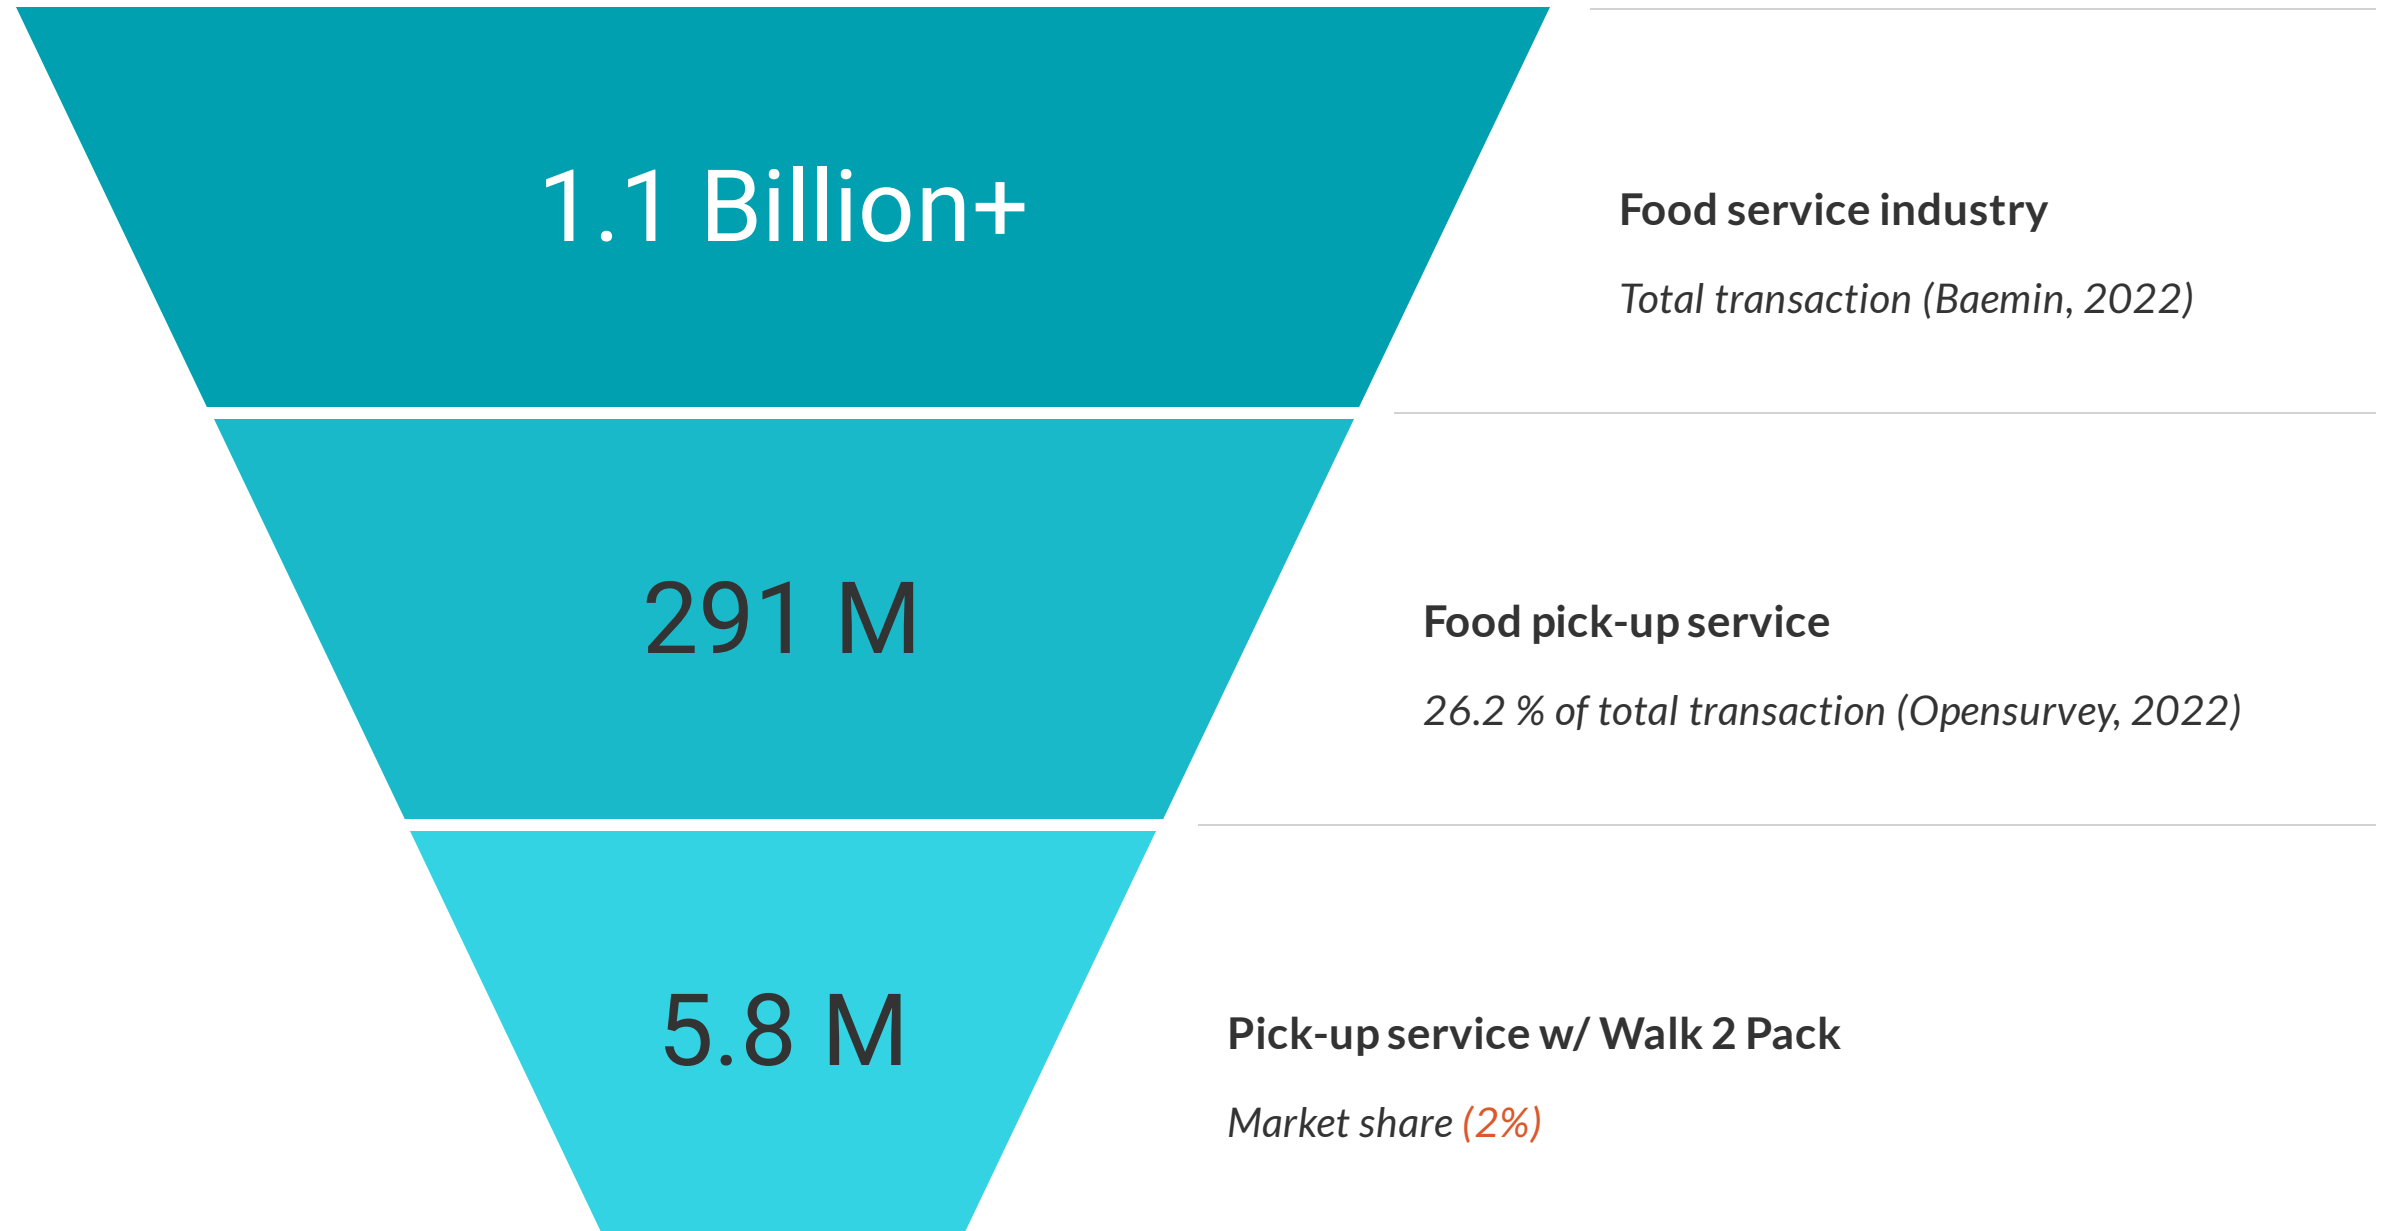 1.1 Billion+
Food service industry
Total transaction (Baemin, 2022)
291 M
Food pick-up service
26.2 % of total transaction (Opensurvey, 2022)
5.8 M
Pick-up service w/ Walk 2 Pack
Market share (2%)